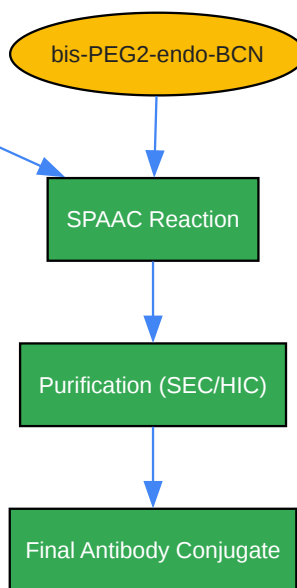 bis-PEG2-endo-BCN
SPAAC Reaction
Purification (SEC/HIC)
Final Antibody Conjugate